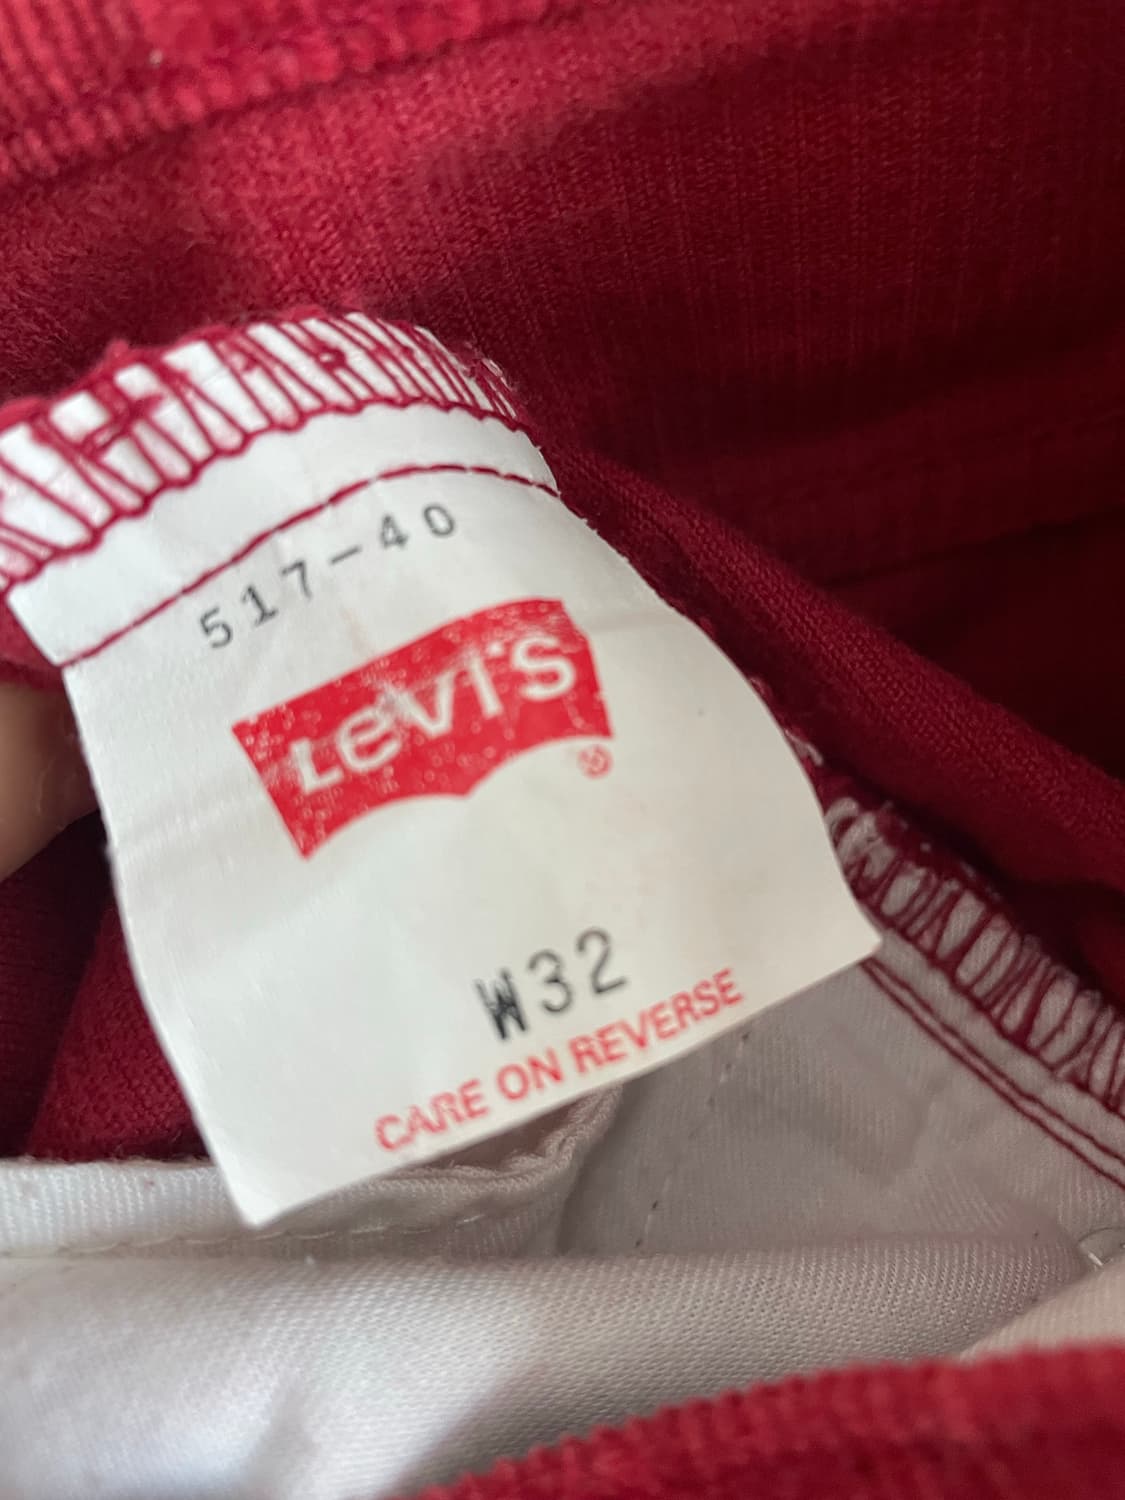 517-40
Levi's
®
W32
CARE ON REVERSE